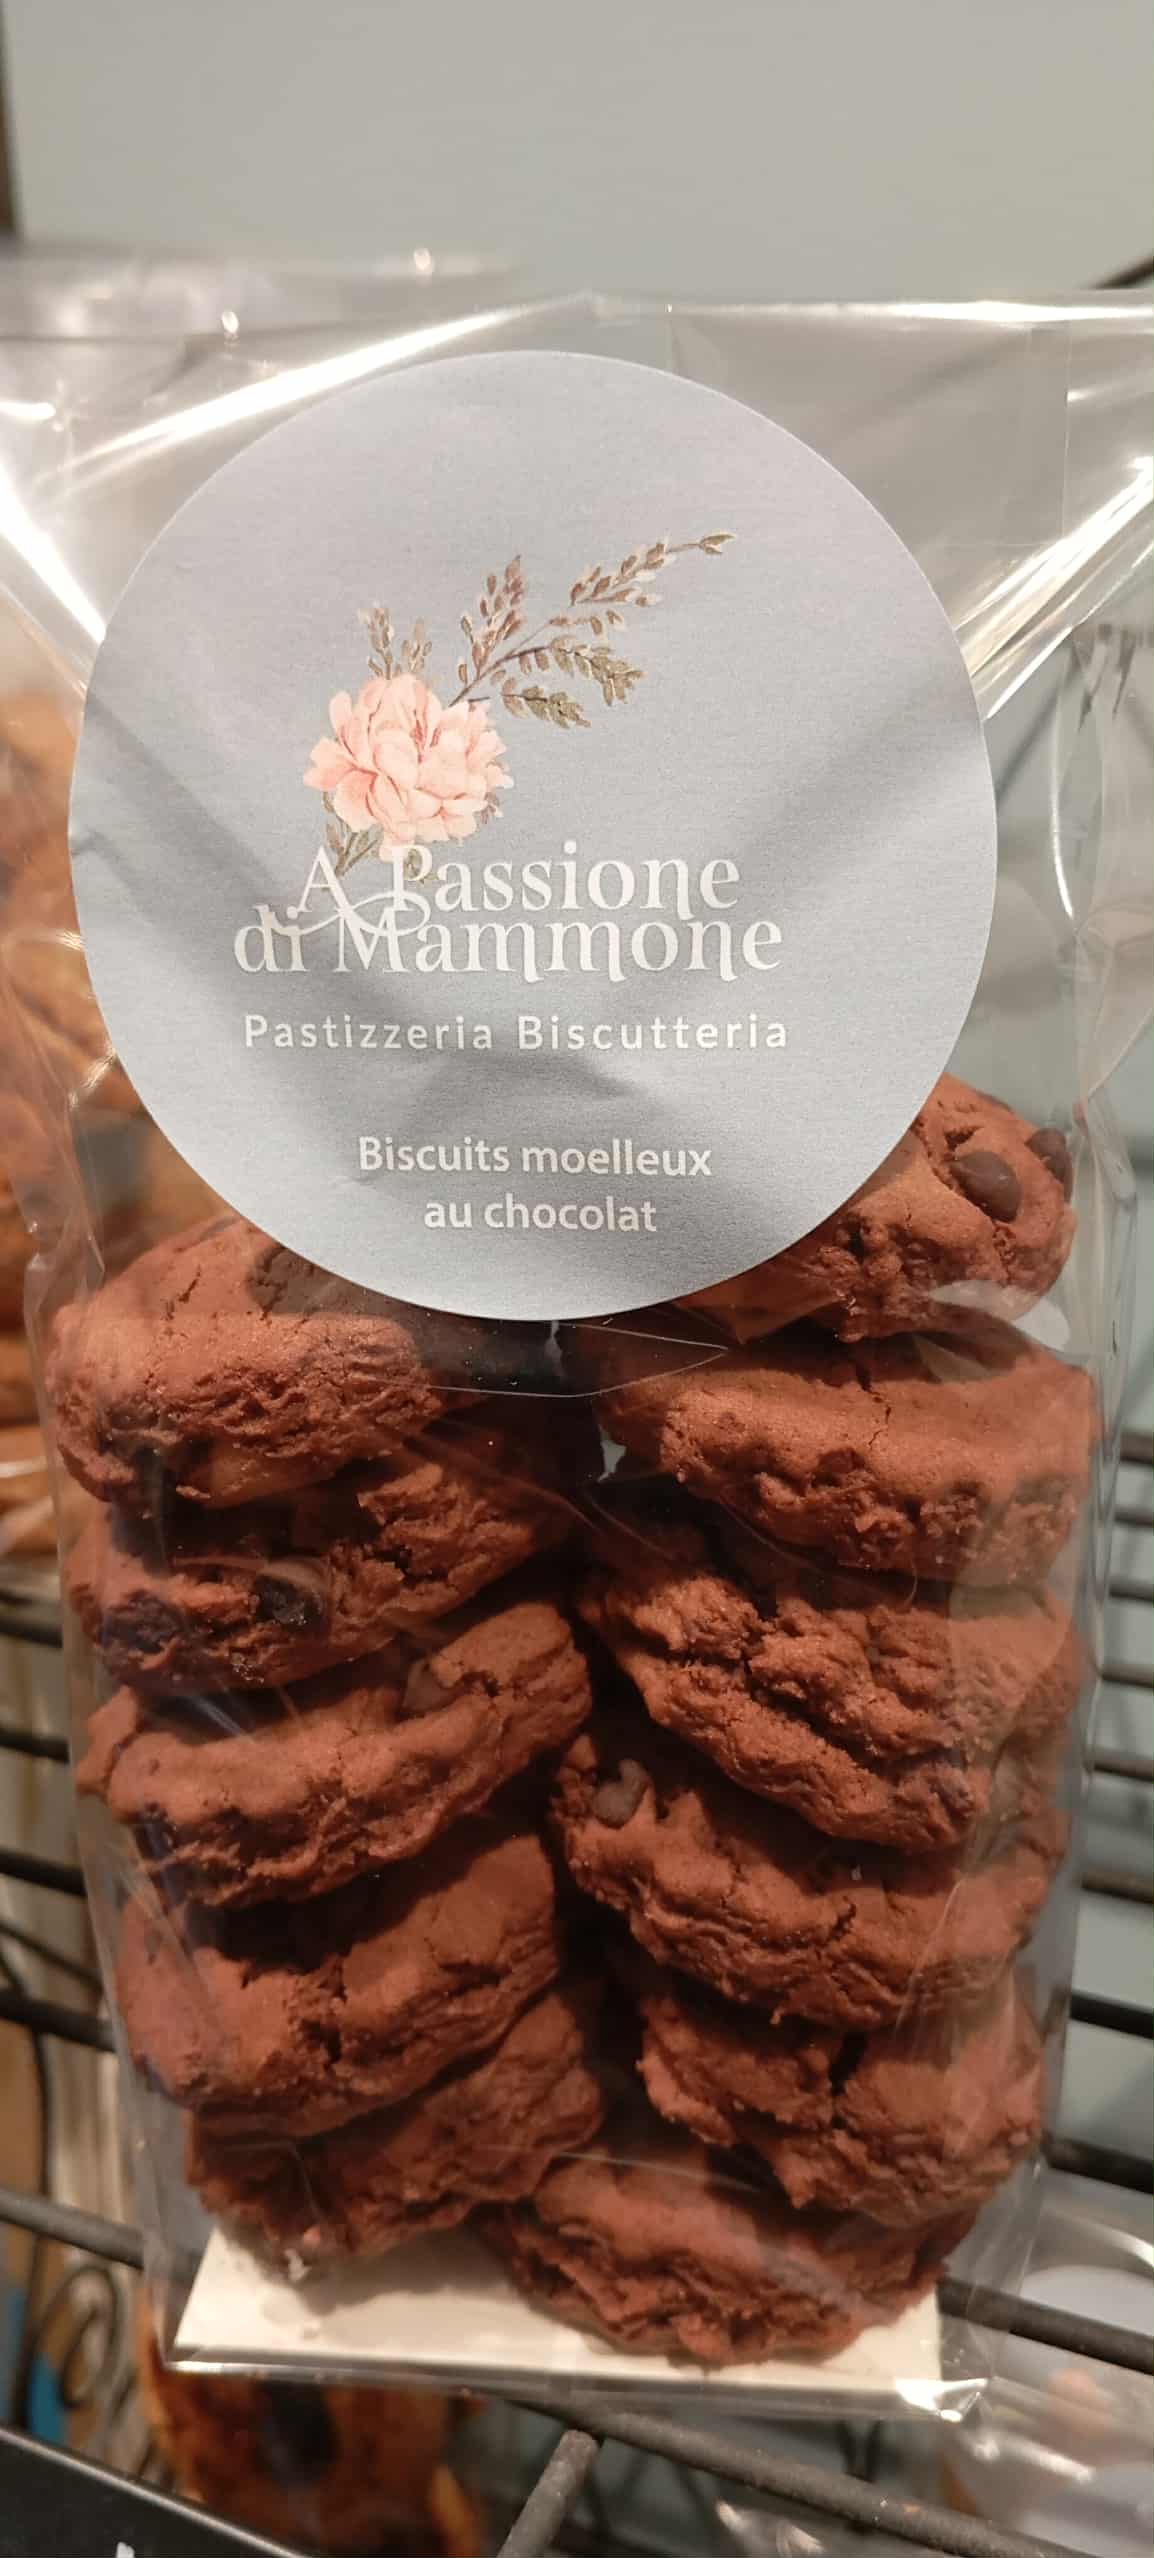 A Passione
di Mammone
Pastizzeria Biscutteria
Biscuits moelleux
au chocolat